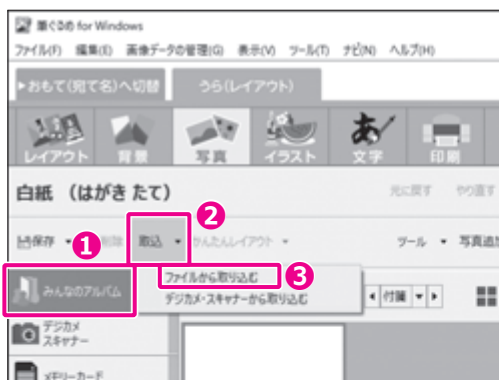 筆ぐるめ for Windows
ファイル(F) 編集(E) 画像データの管理(G) 表示(V) ツール(T) ナビ(N) ヘルプ(H)
▸おもて(宛て名)へ切替 うら(レイアウト)
レイアウト 背景 写真 イラスト 文字 印刷
白紙 (はがき たて) 元に戻す やり直す
保存 削除 取込 かんたんレイアウト ツール 写真追加
1 2 3
みんなのアルバム
ファイルから取り込む
デジカメ・スキャナーから取り込む
付箋
デジカメ
スキャナー
メモリーカード